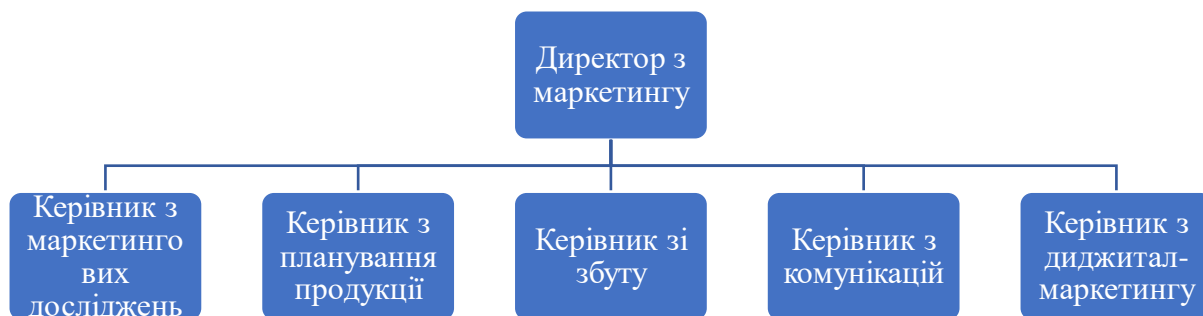 Директор з
маркетингу
Керівник з
маркетинго
вих
досліджень
Керівник з
планування
продукції
Керівник зі
збуту
Керівник з
комунікацій
Керівник з
диджитал-
маркетингу